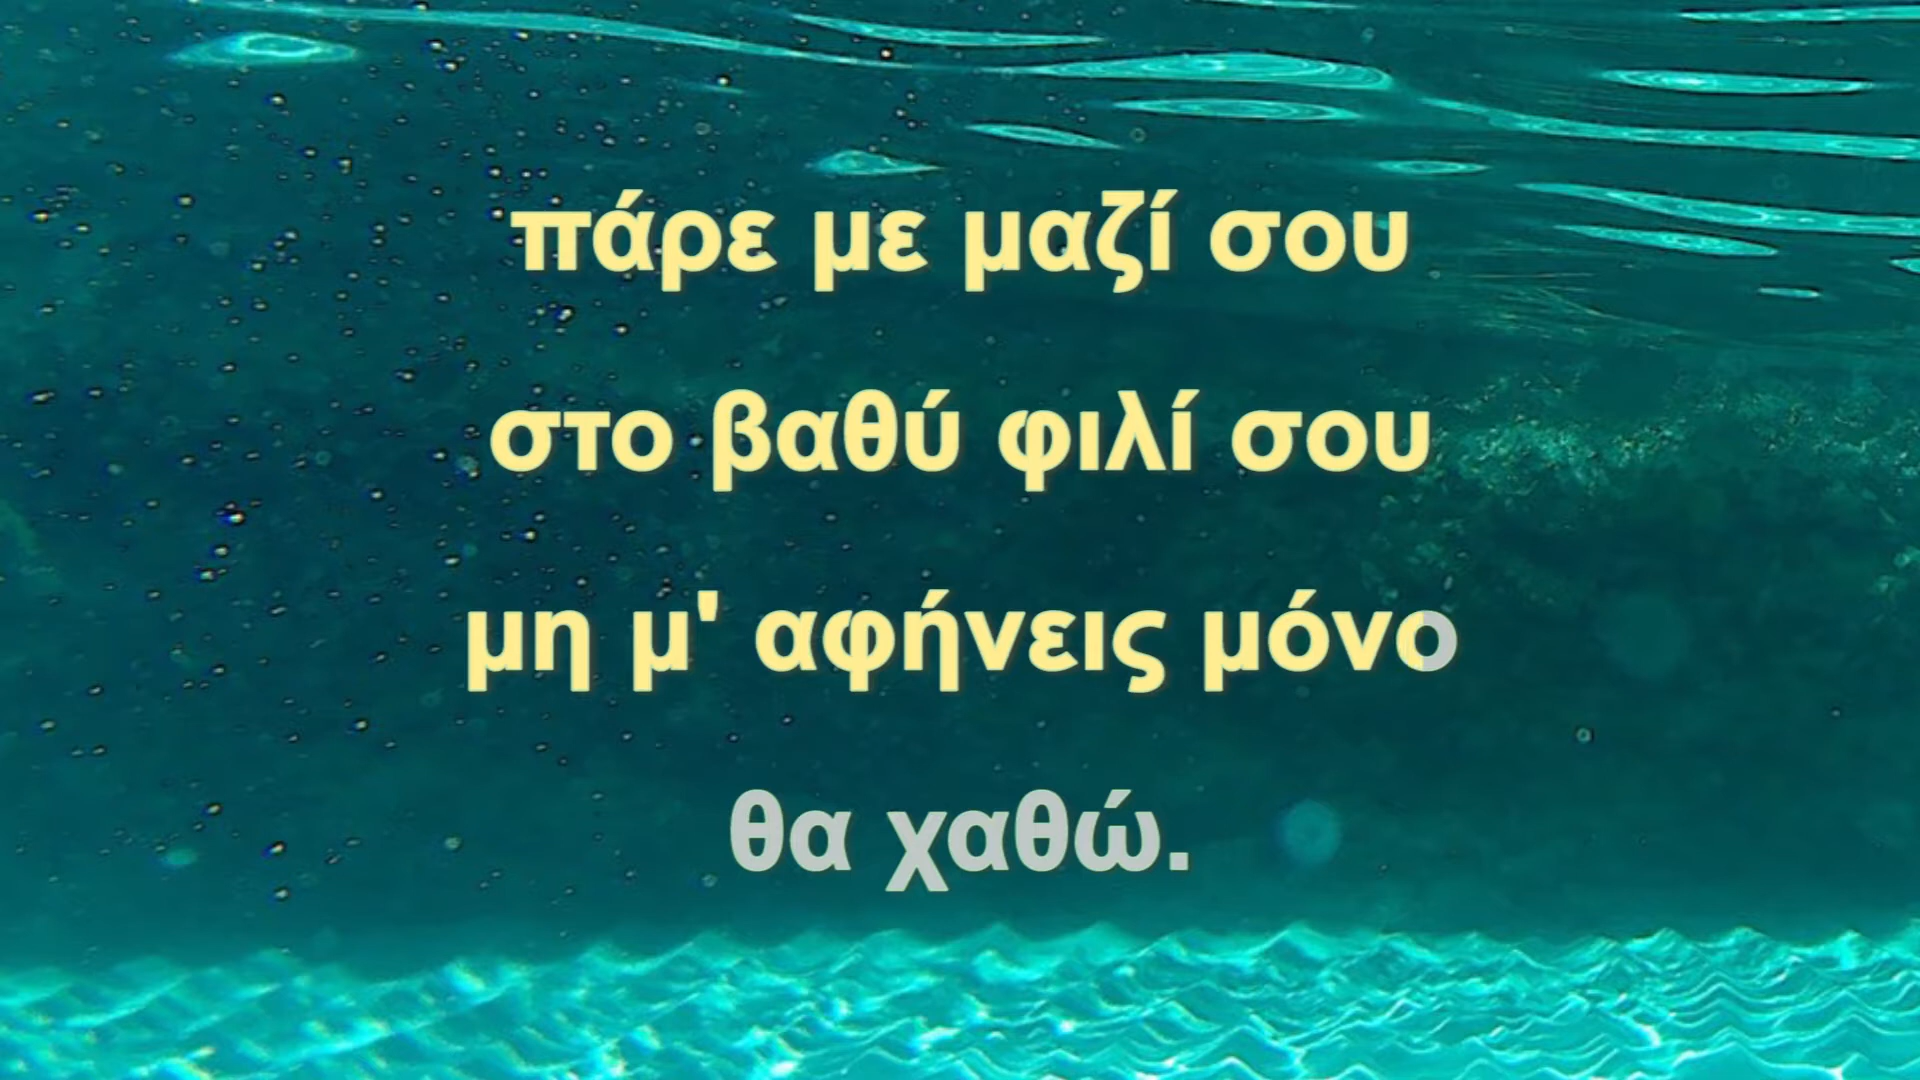 πάρε με μαζί σου
στο βαθύ φιλί σου
μη μ' αφήνεις μόνο
θα χαθώ.